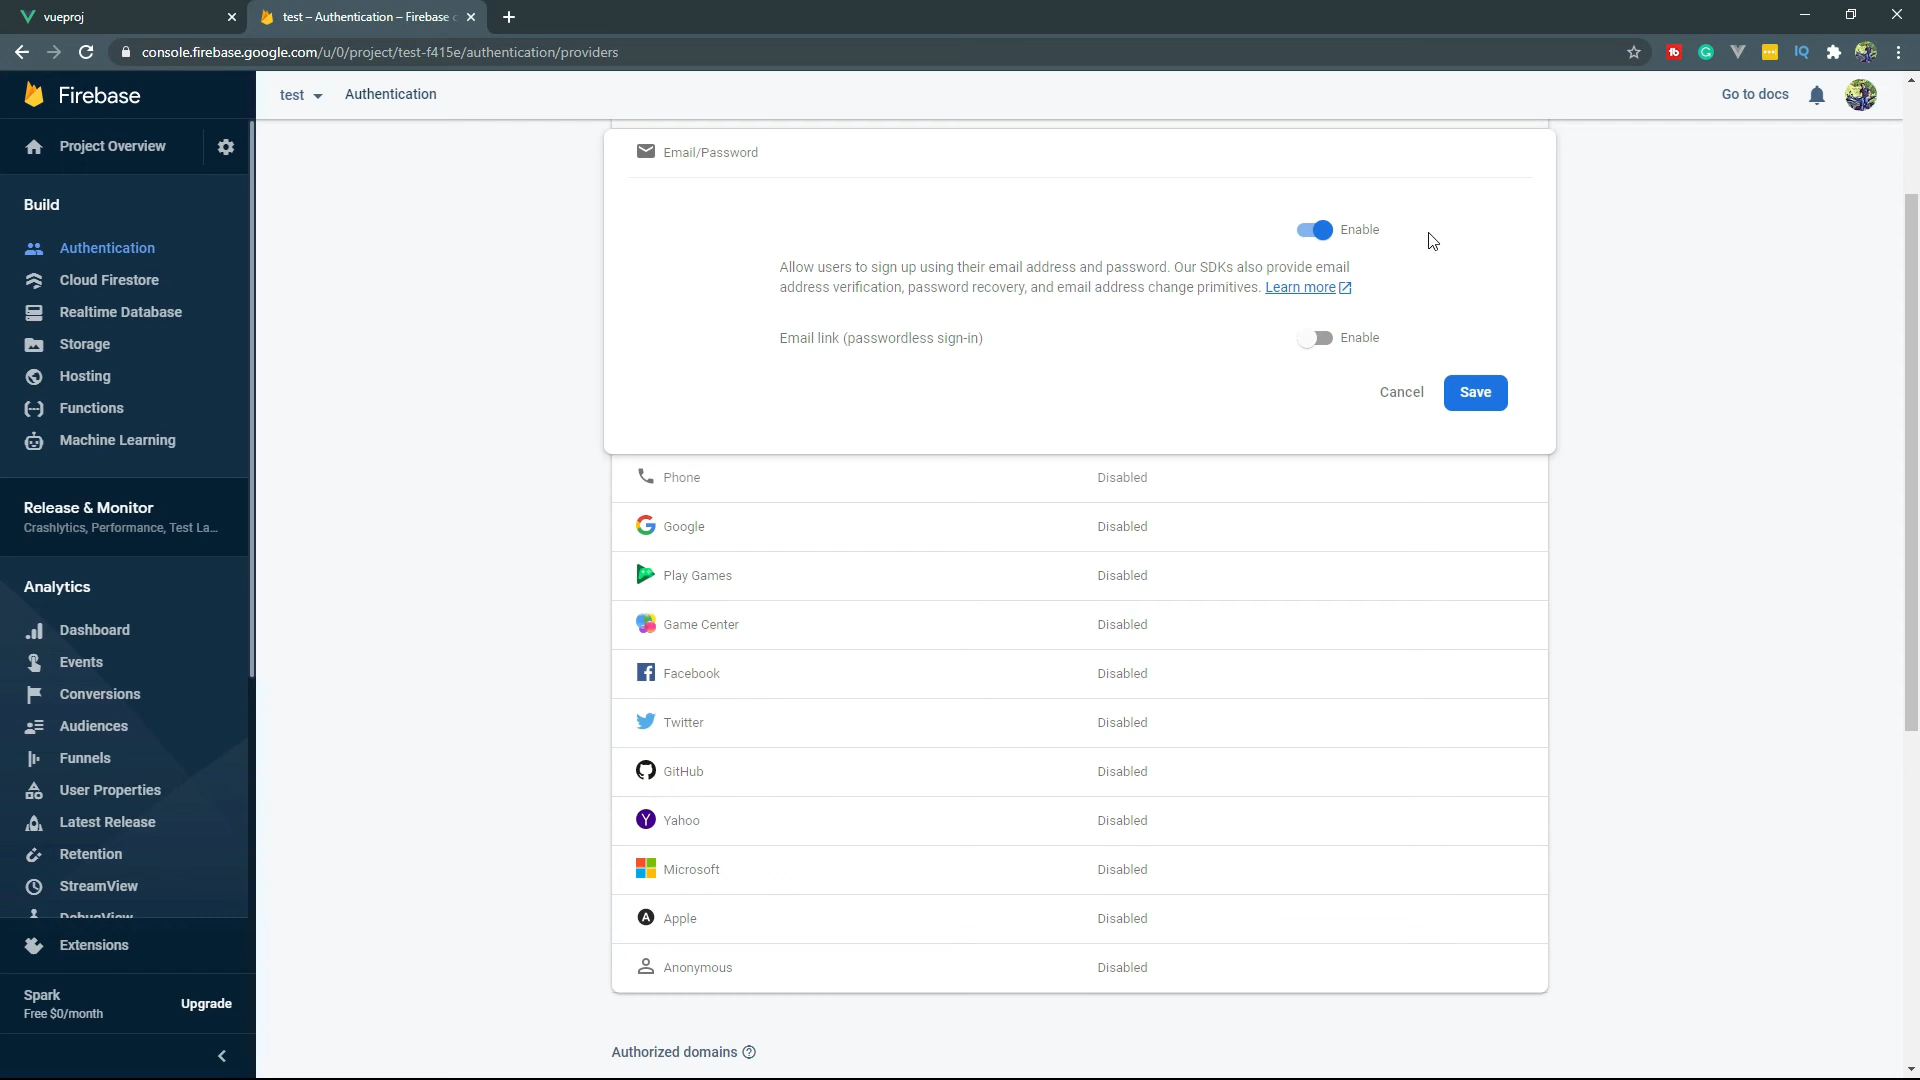 vueproj
test – Authentication – Firebase c
console.firebase.google.com/u/0/project/test-f415e/authentication/providers
Firebase
test
Authentication
Go to docs
Project Overview
Build
Authentication
Cloud Firestore
Realtime Database
Storage
Hosting
Functions
Machine Learning
Release & Monitor
Crashlytics, Performance, Test La...
Analytics
Dashboard
Events
Conversions
Audiences
Funnels
User Properties
Latest Release
Retention
StreamView
DebugView
Extensions
Spark
Free $0/month
Upgrade
Email/Password
Enable
Allow users to sign up using their email address and password. Our SDKs also provide email
address verification, password recovery, and email address change primitives. Learn more
Email link (passwordless sign-in)
Enable
Cancel
Save
Phone Disabled
Google Disabled
Play Games Disabled
Game Center Disabled
Facebook Disabled
Twitter Disabled
GitHub Disabled
Yahoo Disabled
Microsoft Disabled
Apple Disabled
Anonymous Disabled
Authorized domains